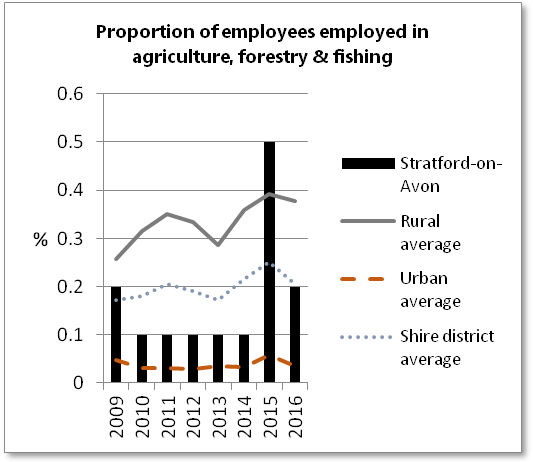 Proportion of employees employed in
agriculture, forestry & fishing
0.6
0.5
0.4
0.3
0.2
0.1
0
%
2009
2010
2011
2012
2013
2014
2015
2016
Stratford-on-
Avon
Rural
average
Urban
average
Shire district
average